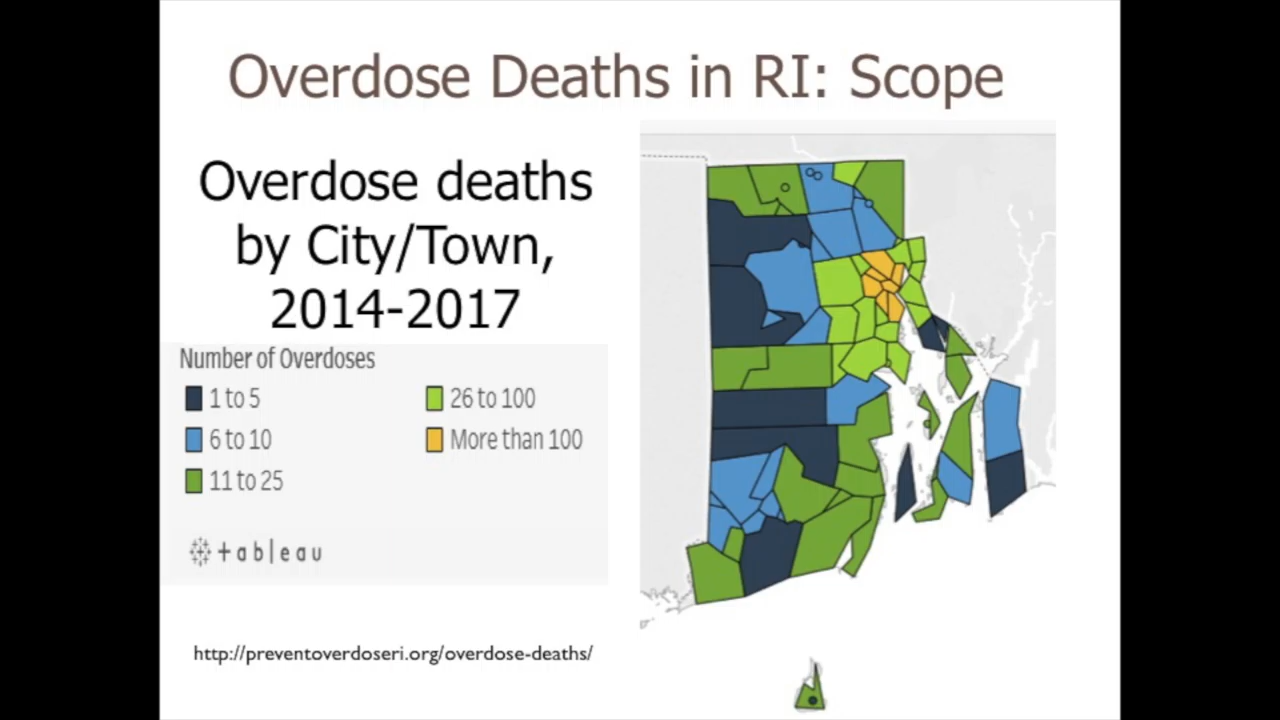 Overdose Deaths in RI: Scope
Overdose deaths
by City/Town,
2014-2017
Number of Overdoses
1 to 5
6 to 10
11 to 25
26 to 100
More than 100
+ableau
http://preventoverdoseri.org/overdose-deaths/